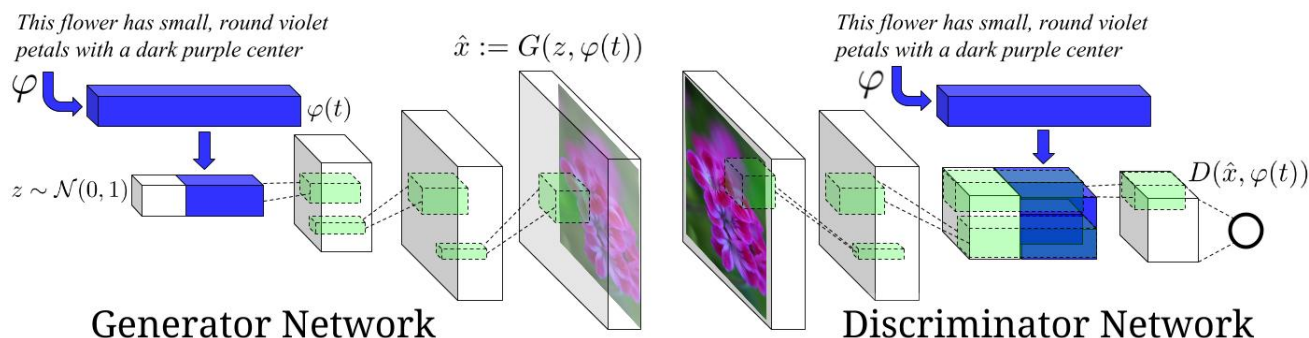 This flower has small, round violet
petals with a dark purple center
φ
φ(t)
z ~ 𝒩(0, 1)
x̂ := G(z, φ(t))
Generator Network
This flower has small, round violet
petals with a dark purple center
φ
D(x̂, φ(t))
Discriminator Network